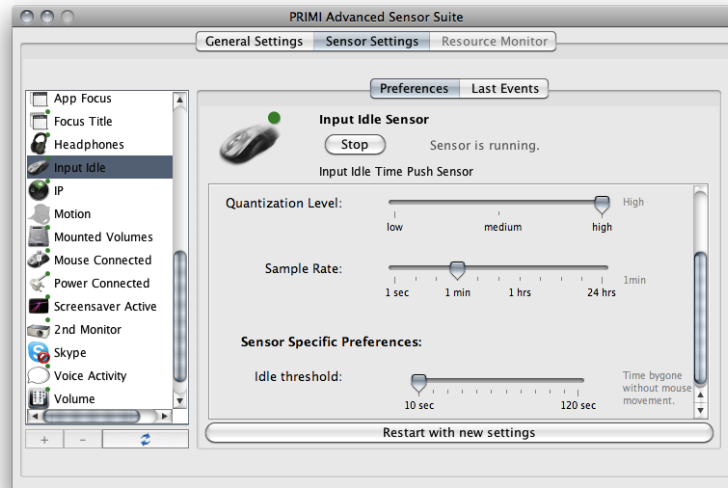 PRIMI Advanced Sensor Suite
General Settings Sensor Settings Resource Monitor
App Focus
Focus Title
Headphones
Input Idle
IP
Motion
Mounted Volumes
Mouse Connected
Power Connected
Screensaver Active
2nd Monitor
Skype
Voice Activity
Volume
+ -
Preferences Last Events
Input Idle Sensor
Stop Sensor is running.
Input Idle Time Push Sensor
Quantization Level: High
low medium high
Sample Rate: 1min
1 sec 1 min 1 hrs 24 hrs
Sensor Specific Preferences:
Idle threshold: Time bygone
without mouse
movement.
10 sec 120 sec
Restart with new settings